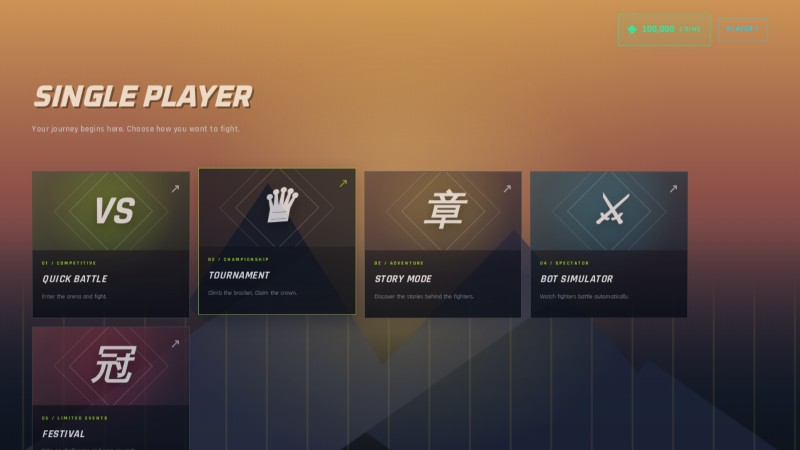 100,000 COINS
SINGLE PLAYER
Your journey begins here. Choose how you want to fight.
VS
01 / COMPETITIVE
QUICK BATTLE
Enter the arena and fight.
02 / CHAMPIONSHIP
TOURNAMENT
Climb the bracket. Claim the crown.
章
02 / ADVENTURE
STORY MODE
Discover the stories behind the fighters.
04 / SPECTATOR
BOT SIMULATOR
Watch fighters battle automatically.
冠
05 / LIMITED EVENTS
FESTIVAL